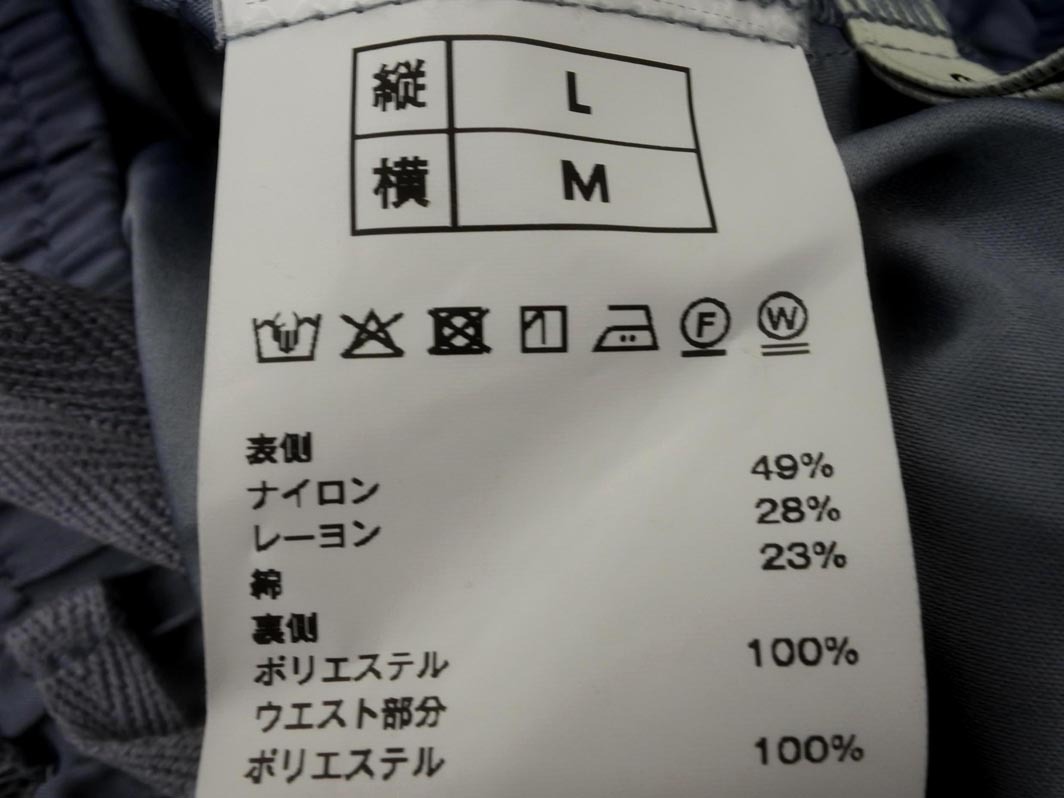 縦 L
横 M
F W
表側
ナイロン 49%
レーヨン 28%
綿 23%
裏側
ポリエステル 100%
ウエスト部分
ポリエステル 100%